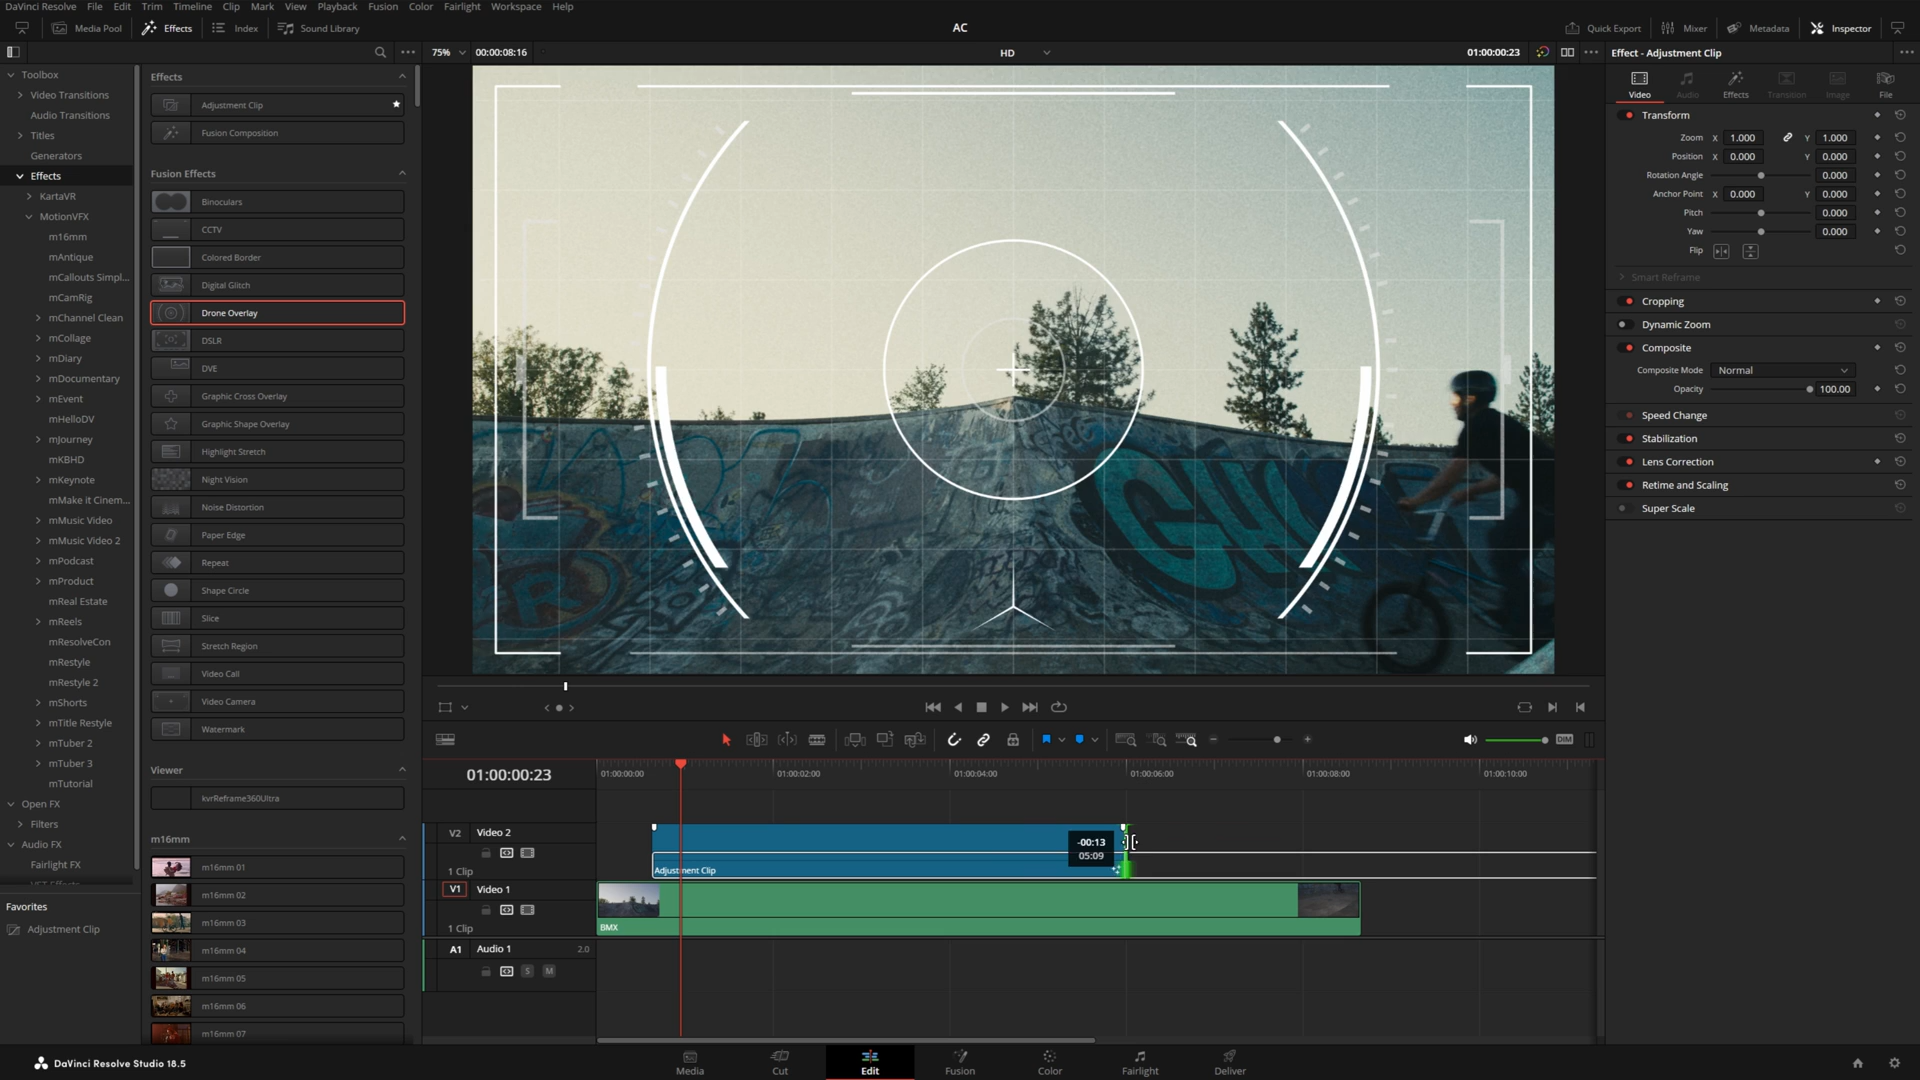 DaVinci Resolve File Edit Trim Timeline Clip Mark View Playback Fusion Color Fairlight Workspace Help
Media Pool Effects Index Sound Library AC Quick Export Mixer Metadata Inspector
75% 00:00:08:16 HD 01:00:00:23 Effect - Adjustment Clip
Toolbox
Video Transitions
Audio Transitions
Titles
Generators
Effects
KartaVR
MotionVFX
m16mm
mAntique
mCallouts Simpl...
mCamRig
mChannel Clean
mCollage
mDiary
mDocumentary
mEvent
mHelloDV
mJourney
mKBHD
mKeynote
mMake it Cinem...
mMusic Video
mMusic Video 2
mPodcast
mProduct
mReal Estate
mReels
mResolveCon
mRestyle
mRestyle 2
mShorts
mTitle Restyle
mTuber 2
mTuber 3
mTutorial
Open FX
Filters
Audio FX
Fairlight FX
Favorites
Adjustment Clip
Effects
Adjustment Clip
Fusion Composition
Fusion Effects
Binoculars
CCTV
Colored Border
Digital Glitch
Drone Overlay
DSLR
DVE
Graphic Cross Overlay
Graphic Shape Overlay
Highlight Stretch
Night Vision
Noise Distortion
Paper Edge
Repeat
Shape Circle
Slice
Stretch Region
Video Call
Video Camera
Watermark
Viewer
kvrReframe360Ultra
m16mm
m16mm 01
m16mm 02
m16mm 03
m16mm 04
m16mm 05
m16mm 06
m16mm 07
Video Audio Effects Transition Image File
Transform
Zoom X 1.000 Y 1.000
Position X 0.000 Y 0.000
Rotation Angle 0.000
Anchor Point X 0.000 Y 0.000
Pitch 0.000
Yaw 0.000
Flip
Smart Reframe
Cropping
Dynamic Zoom
Composite
Composite Mode Normal
Opacity 100.00
Speed Change
Stabilization
Lens Correction
Retime and Scaling
Super Scale
DIM
01:00:00:23 01:00:00:00 01:00:02:00 01:00:04:00 01:00:06:00 01:00:08:00 01:00:10:00
V2 Video 2
1 Clip
-00:13
05:09
Adjustment Clip
V1 Video 1
1 Clip
BMX
A1 Audio 1 2.0
S M
DaVinci Resolve Studio 18.5
Media Cut Edit Fusion Color Fairlight Deliver